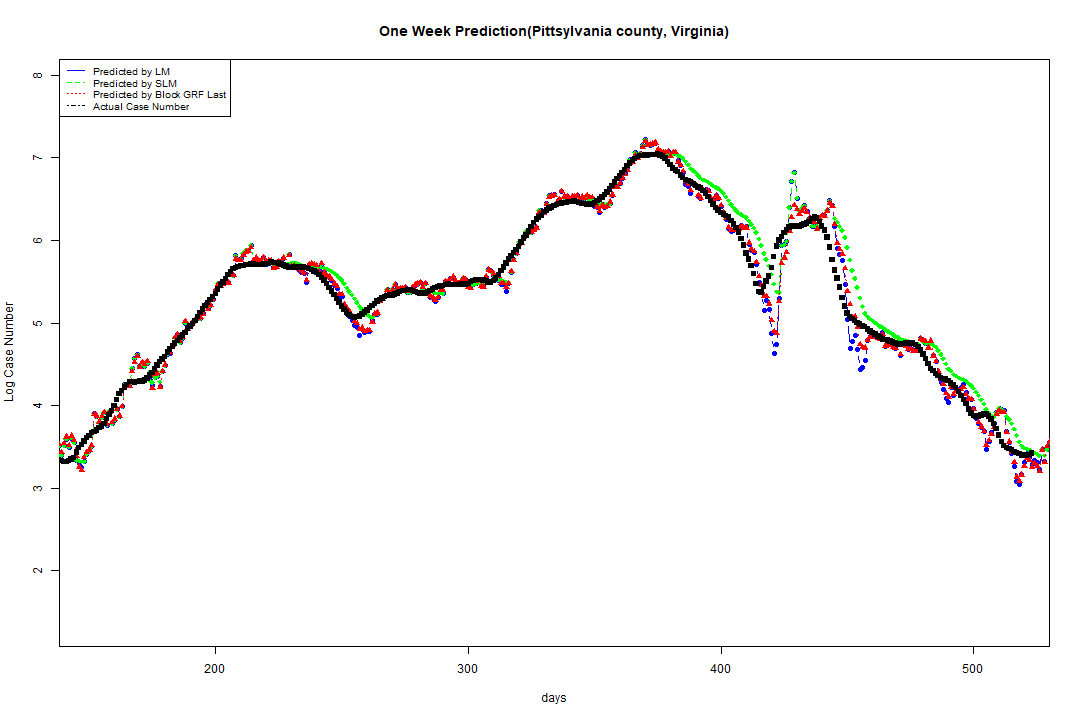 One Week Prediction(Pittsylvania county, Virginia)
Predicted by LM
Predicted by SLM
Predicted by Block GRF Last
Actual Case Number
8
7
6
5
4
3
2
Log Case Number
200 300 400 500
days